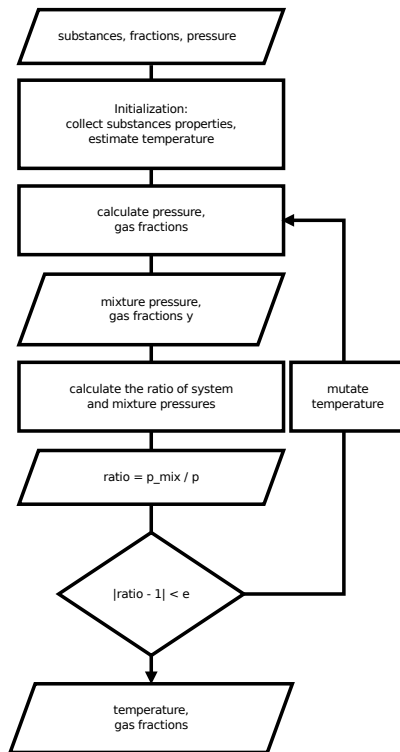 substances, fractions, pressure
Initialization:
collect substances properties,
estimate temperature
calculate pressure,
gas fractions
mixture pressure,
gas fractions y
calculate the ratio of system
and mixture pressures
mutate
temperature
ratio = p_mix / p
|ratio - 1| < e
temperature,
gas fractions